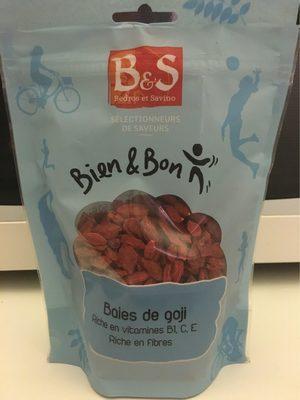 B&S
Bedros et Savino
SÉLECTIONNEURS
DE SAVEURS
Bien & Bon
Baies de goji
Riche en vitamines B1, C, E
Riche en fibres